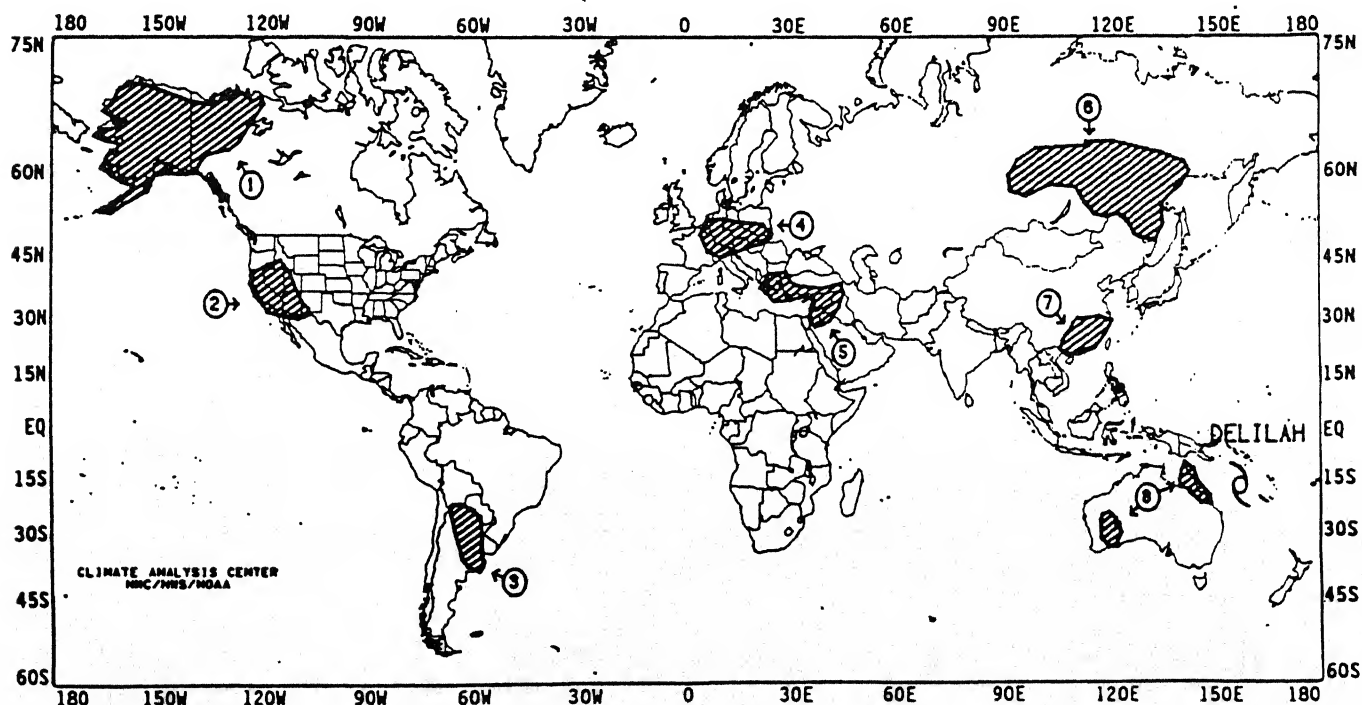 180 150W 120W 90W 60W 30W 0 30E 60E 90E 120E 150E 180
75N 75N
6
60N 1 60N
4
45N 45N
2 7
30N 30N
5
15N 15N
EQ DELILAH EQ
15S 8 15S
30S 30S
CLIMATE ANALYSIS CENTER
NMC/NWS/NOAA
3
45S 45S
60S 60S
180 150W 120W 90W 60W 30W 0 30E 60E 90E 120E 150E 180